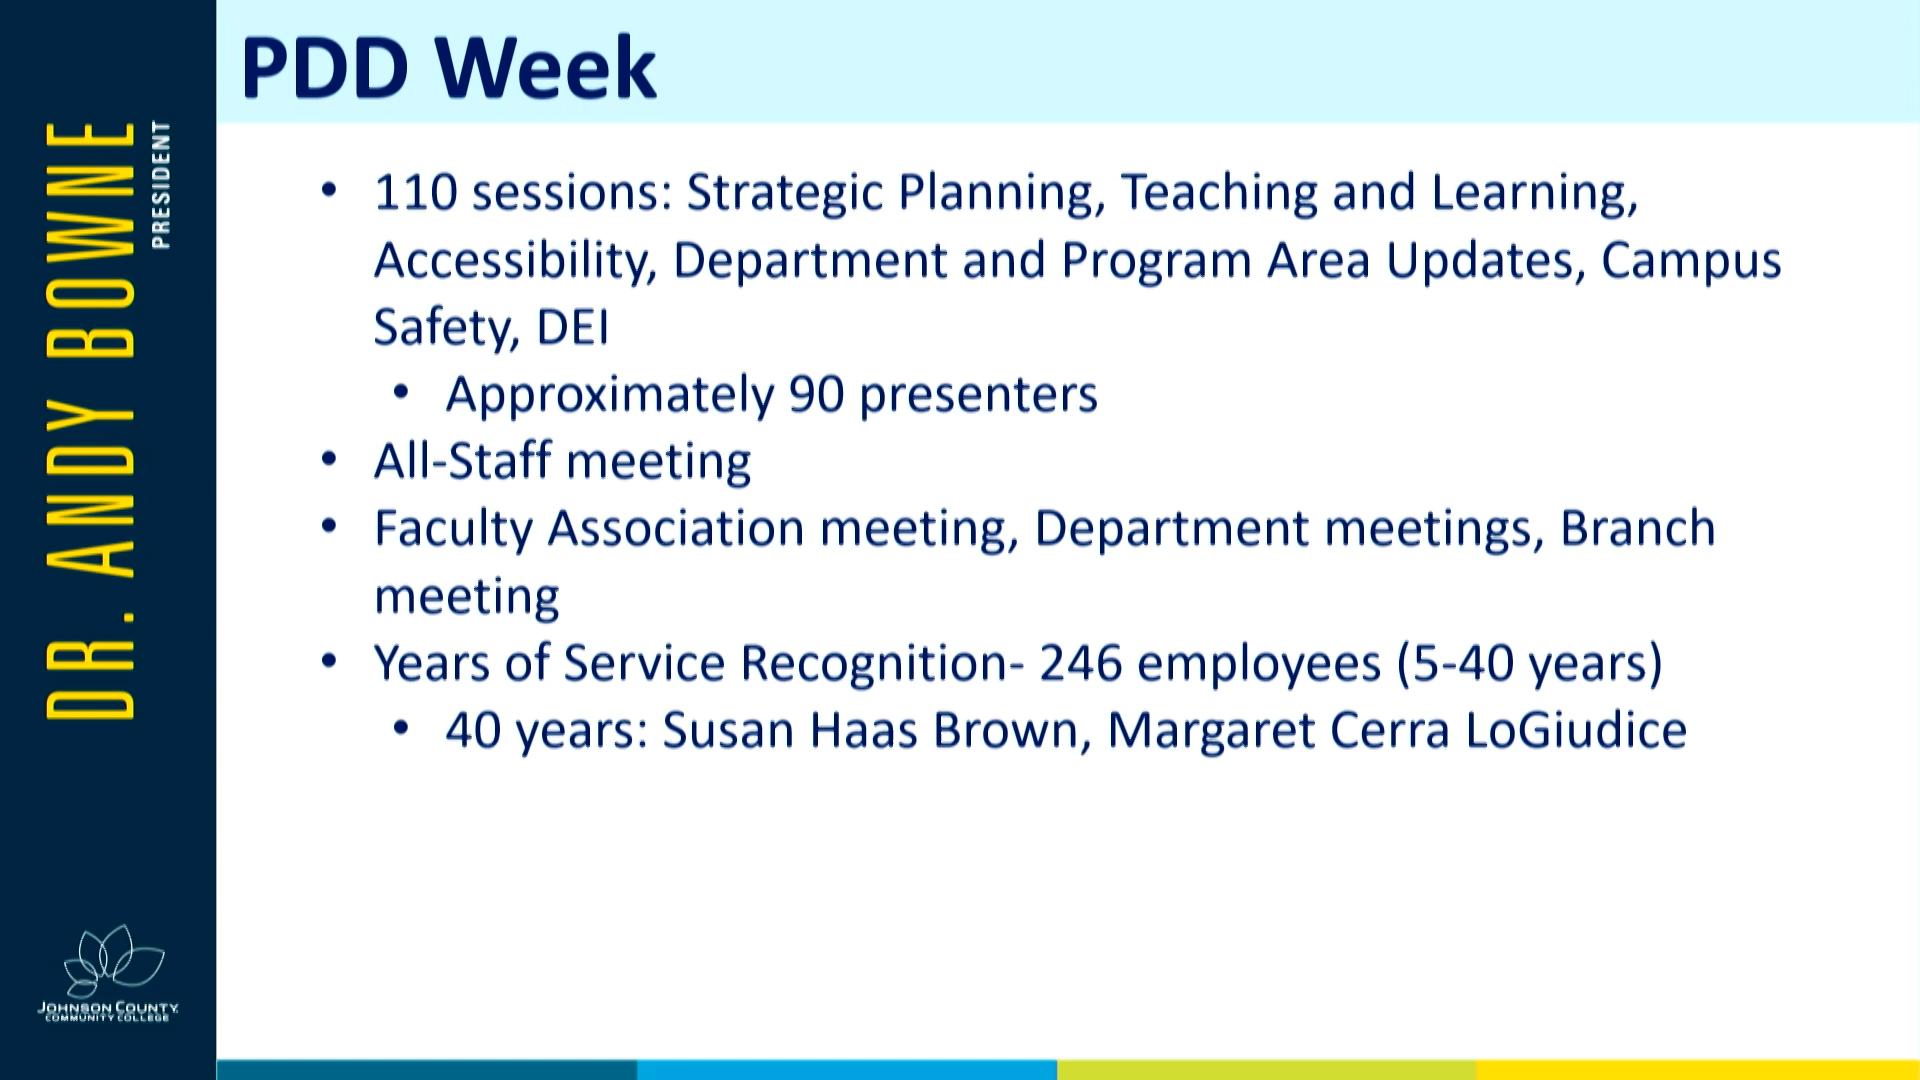 PDD Week
DR. ANDY BOWNE
PRESIDENT
• 110 sessions: Strategic Planning, Teaching and Learning,
Accessibility, Department and Program Area Updates, Campus
Safety, DEI
• Approximately 90 presenters
• All-Staff meeting
• Faculty Association meeting, Department meetings, Branch
meeting
• Years of Service Recognition- 246 employees (5-40 years)
• 40 years: Susan Haas Brown, Margaret Cerra LoGiudice
JOHNSON COUNTY
COMMUNITY COLLEGE